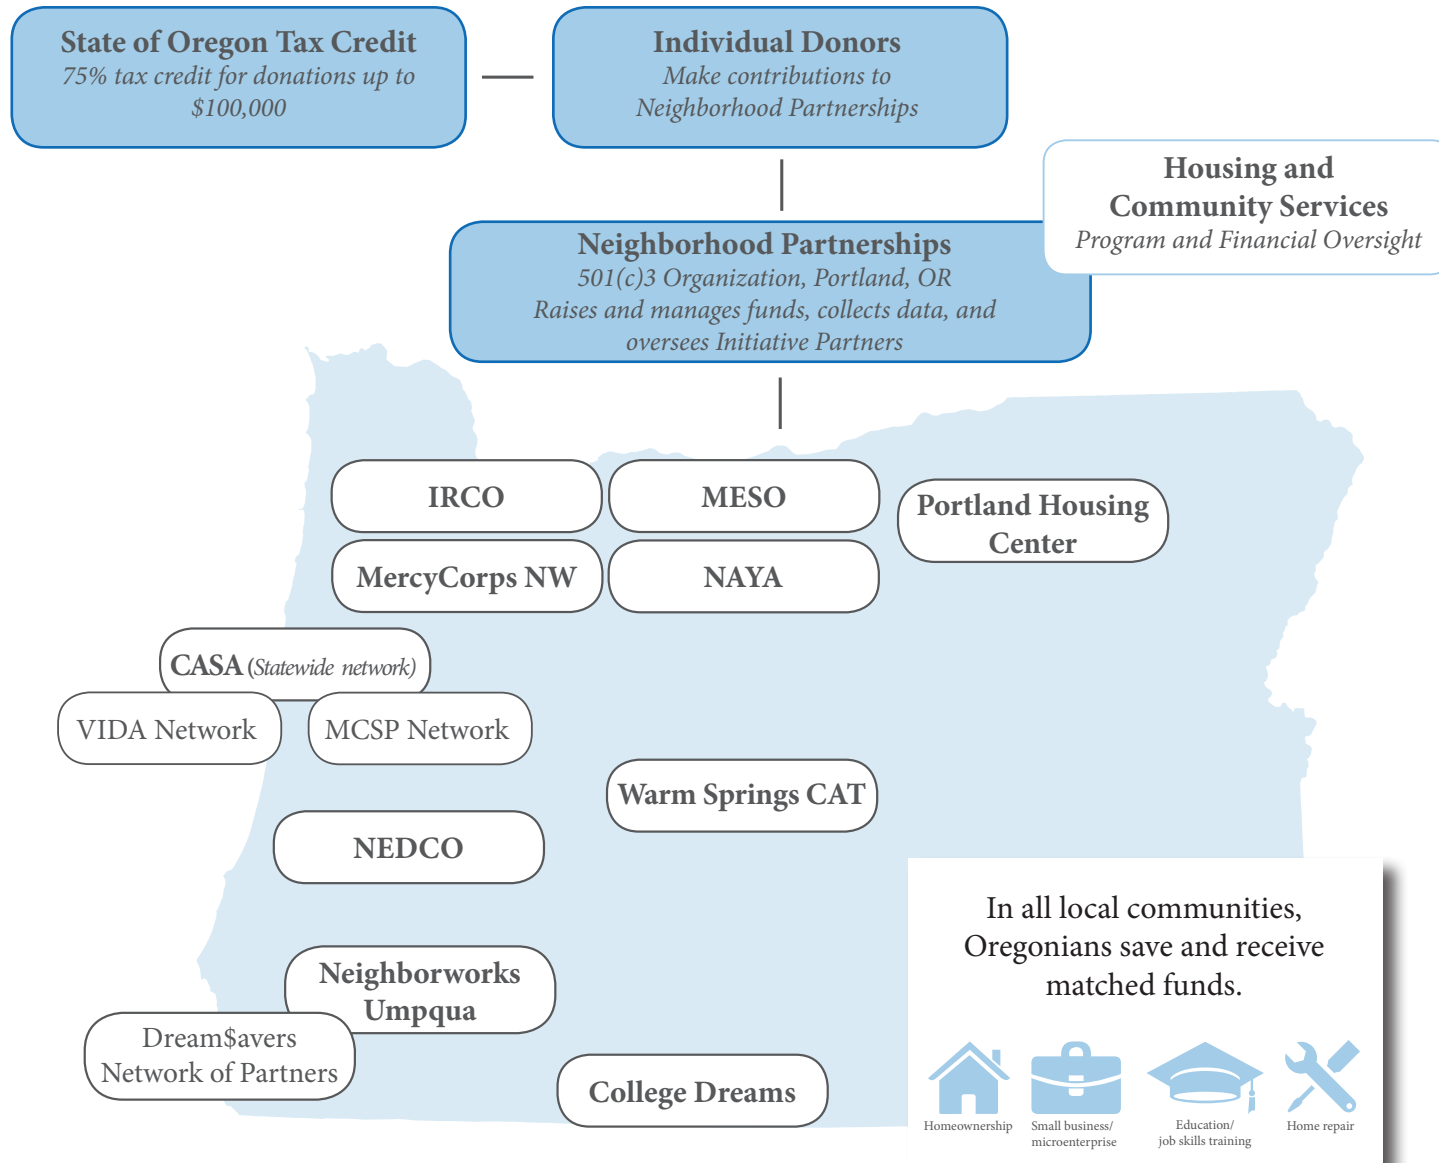 State of Oregon Tax Credit
75% tax credit for donations up to
$100,000
Individual Donors
Make contributions to
Neighborhood Partnerships
Housing and
Community Services
Program and Financial Oversight
Neighborhood Partnerships
501(c)3 Organization, Portland, OR
Raises and manages funds, collects data, and
oversees Initiative Partners
IRCO
MESO
Portland Housing
Center
MercyCorps NW
NAYA
CASA (Statewide network)
VIDA Network
MCSP Network
Warm Springs CAT
NEDCO
Neighborworks
Umpqua
Dream$avers
Network of Partners
College Dreams
In all local communities,
Oregonians save and receive
matched funds.
Homeownership
Small business/
microenterprise
Education/
job skills training
Home repair